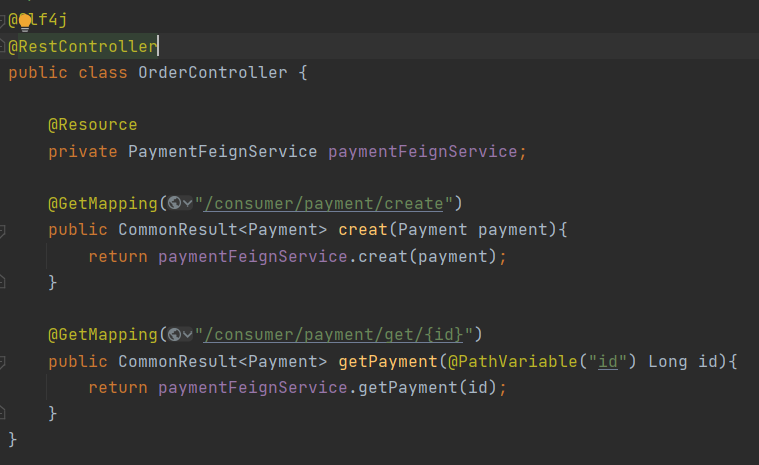 @Slf4j
@RestController
public class OrderController {
@Resource
private PaymentFeignService paymentFeignService;
@GetMapping("/consumer/payment/create")
public CommonResult<Payment> creat(Payment payment){
return paymentFeignService.creat(payment);
}
@GetMapping("/consumer/payment/get/{id}")
public CommonResult<Payment> getPayment(@PathVariable("id") Long id){
return paymentFeignService.getPayment(id);
}
}